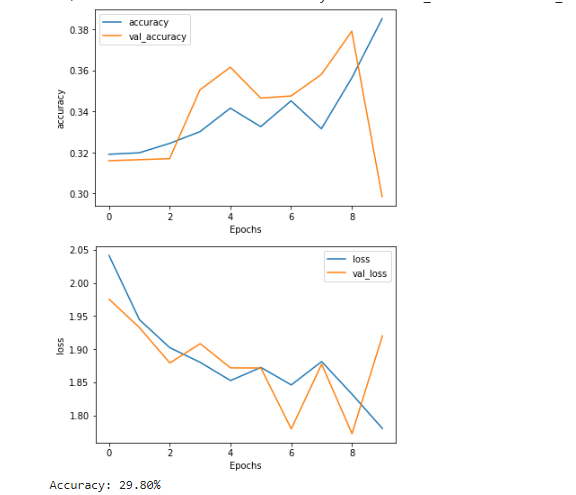 accuracy
val_accuracy
0.38
0.36
0.34
0.32
0.30
accuracy
0 2 4 6 8
Epochs
loss
val_loss
2.05
2.00
1.95
1.90
1.85
1.80
loss
0 2 4 6 8
Epochs
Accuracy: 29.80%